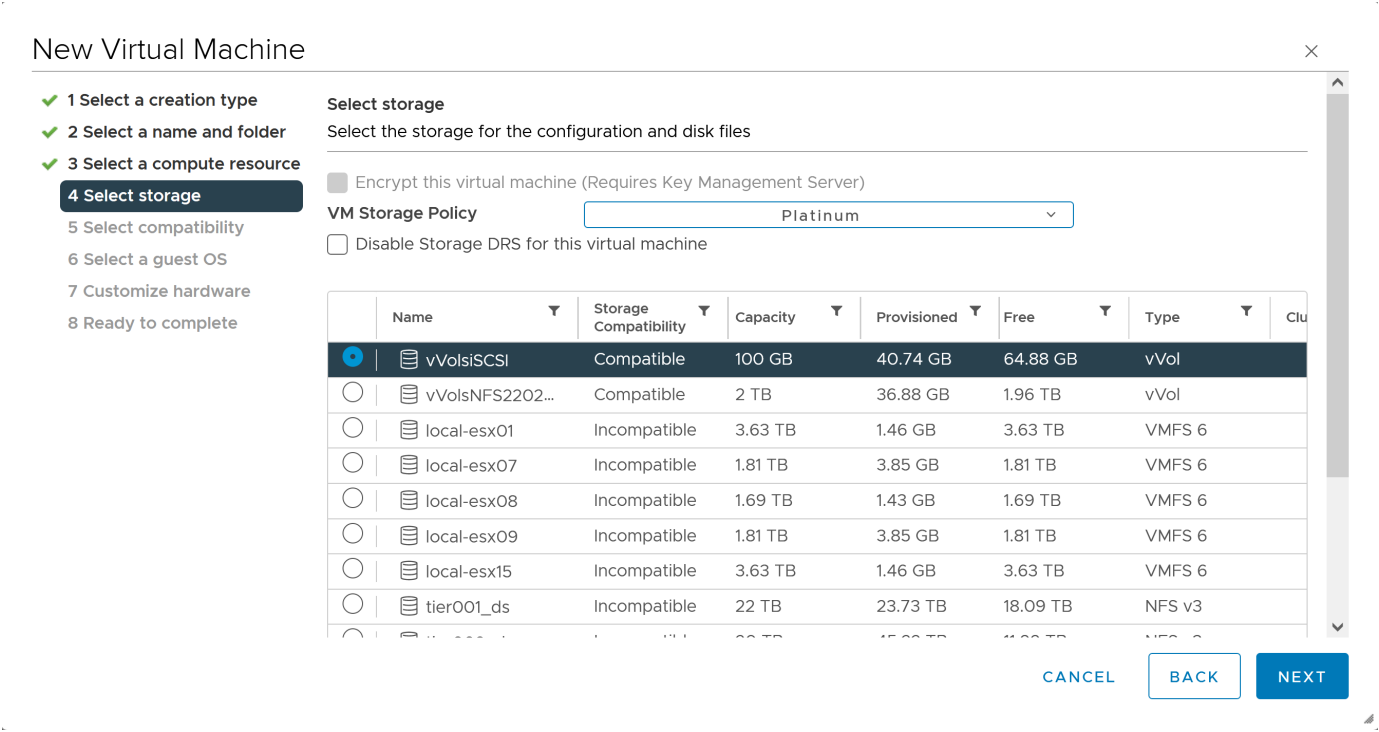 New Virtual Machine
1 Select a creation type
2 Select a name and folder
3 Select a compute resource
4 Select storage
5 Select compatibility
6 Select a guest OS
7 Customize hardware
8 Ready to complete
Select storage
Select the storage for the configuration and disk files
Encrypt this virtual machine (Requires Key Management Server)
VM Storage Policy Platinum
Disable Storage DRS for this virtual machine
Name Storage Compatibility Capacity Provisioned Free Type Clu
vVolsiSCSI Compatible 100 GB 40.74 GB 64.88 GB vVol
vVolsNFS2202... Compatible 2 TB 36.88 GB 1.96 TB vVol
local-esx01 Incompatible 3.63 TB 1.46 GB 3.63 TB VMFS 6
local-esx07 Incompatible 1.81 TB 3.85 GB 1.81 TB VMFS 6
local-esx08 Incompatible 1.69 TB 1.43 GB 1.69 TB VMFS 6
local-esx09 Incompatible 1.81 TB 3.85 GB 1.81 TB VMFS 6
local-esx15 Incompatible 3.63 TB 1.46 GB 3.63 TB VMFS 6
tier001_ds Incompatible 22 TB 23.73 TB 18.09 TB NFS v3
CANCEL BACK NEXT